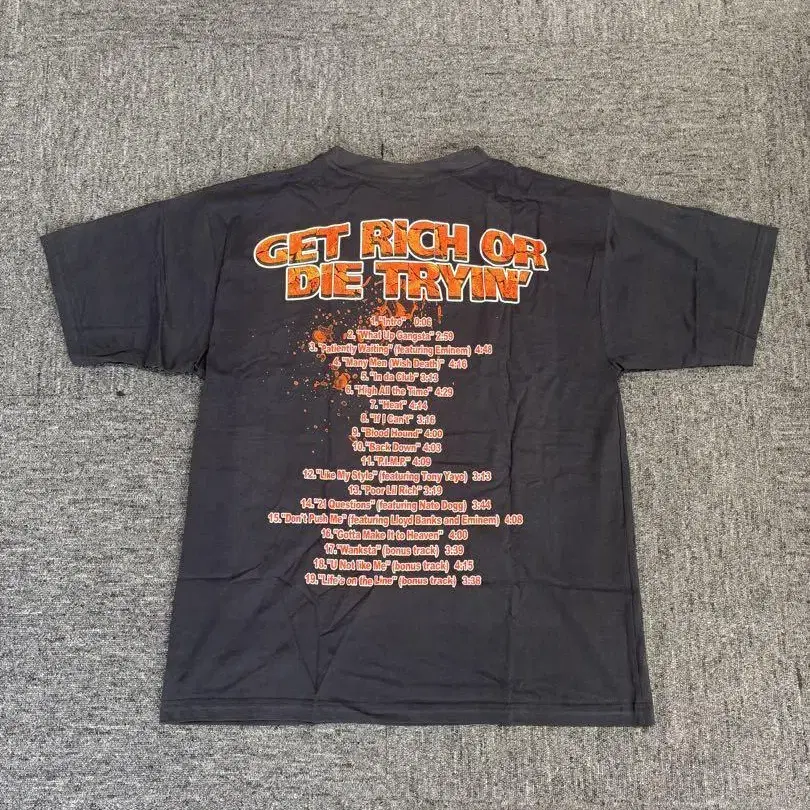 GET RICH OR
DIE TRYIN'
1. "Intro" 0:06
2. "What Up Gangsta" 2:59
3. "Patiently Waiting" (featuring Eminem) 4:48
4. "Many Men (Wish Death)" 4:16
5. "In da Club" 3:13
6. "High All the Time" 4:29
7. "Heat" 4:14
8. "If I Can't" 3:16
9. "Blood Hound" 4:00
10. "Back Down" 4:03
11. "P.I.M.P." 4:09
12. "Like My Style" (featuring Tony Yayo) 3:13
13. "Poor Lil Rich" 3:19
14. "21 Questions" (featuring Nate Dogg) 3:44
15. "Don't Push Me" (featuring Lloyd Banks and Eminem) 4:08
16. "Gotta Make It to Heaven" 4:00
17. "Wanksta" (bonus track) 3:39
18. "U Not like Me" (bonus track) 4:15
19. "Life's on the Line" (bonus track) 3:38